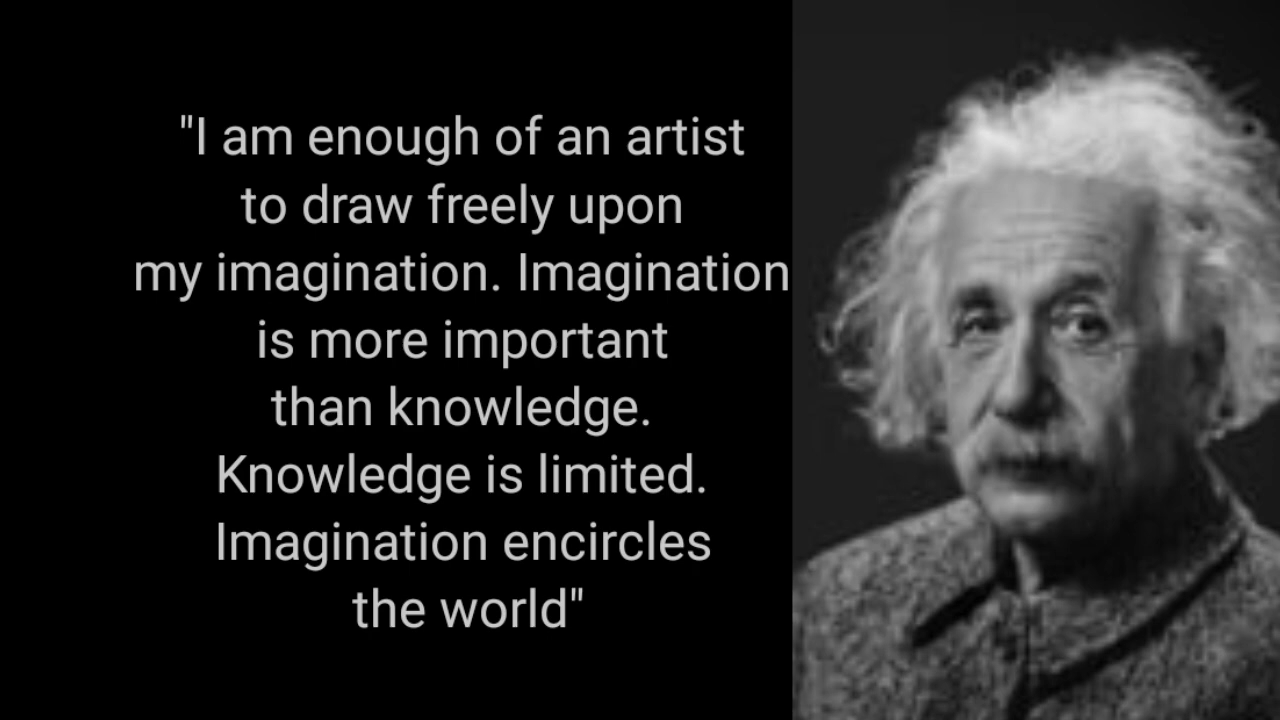 "I am enough of an artist
to draw freely upon
my imagination. Imagination
is more important
than knowledge.
Knowledge is limited.
Imagination encircles
the world"